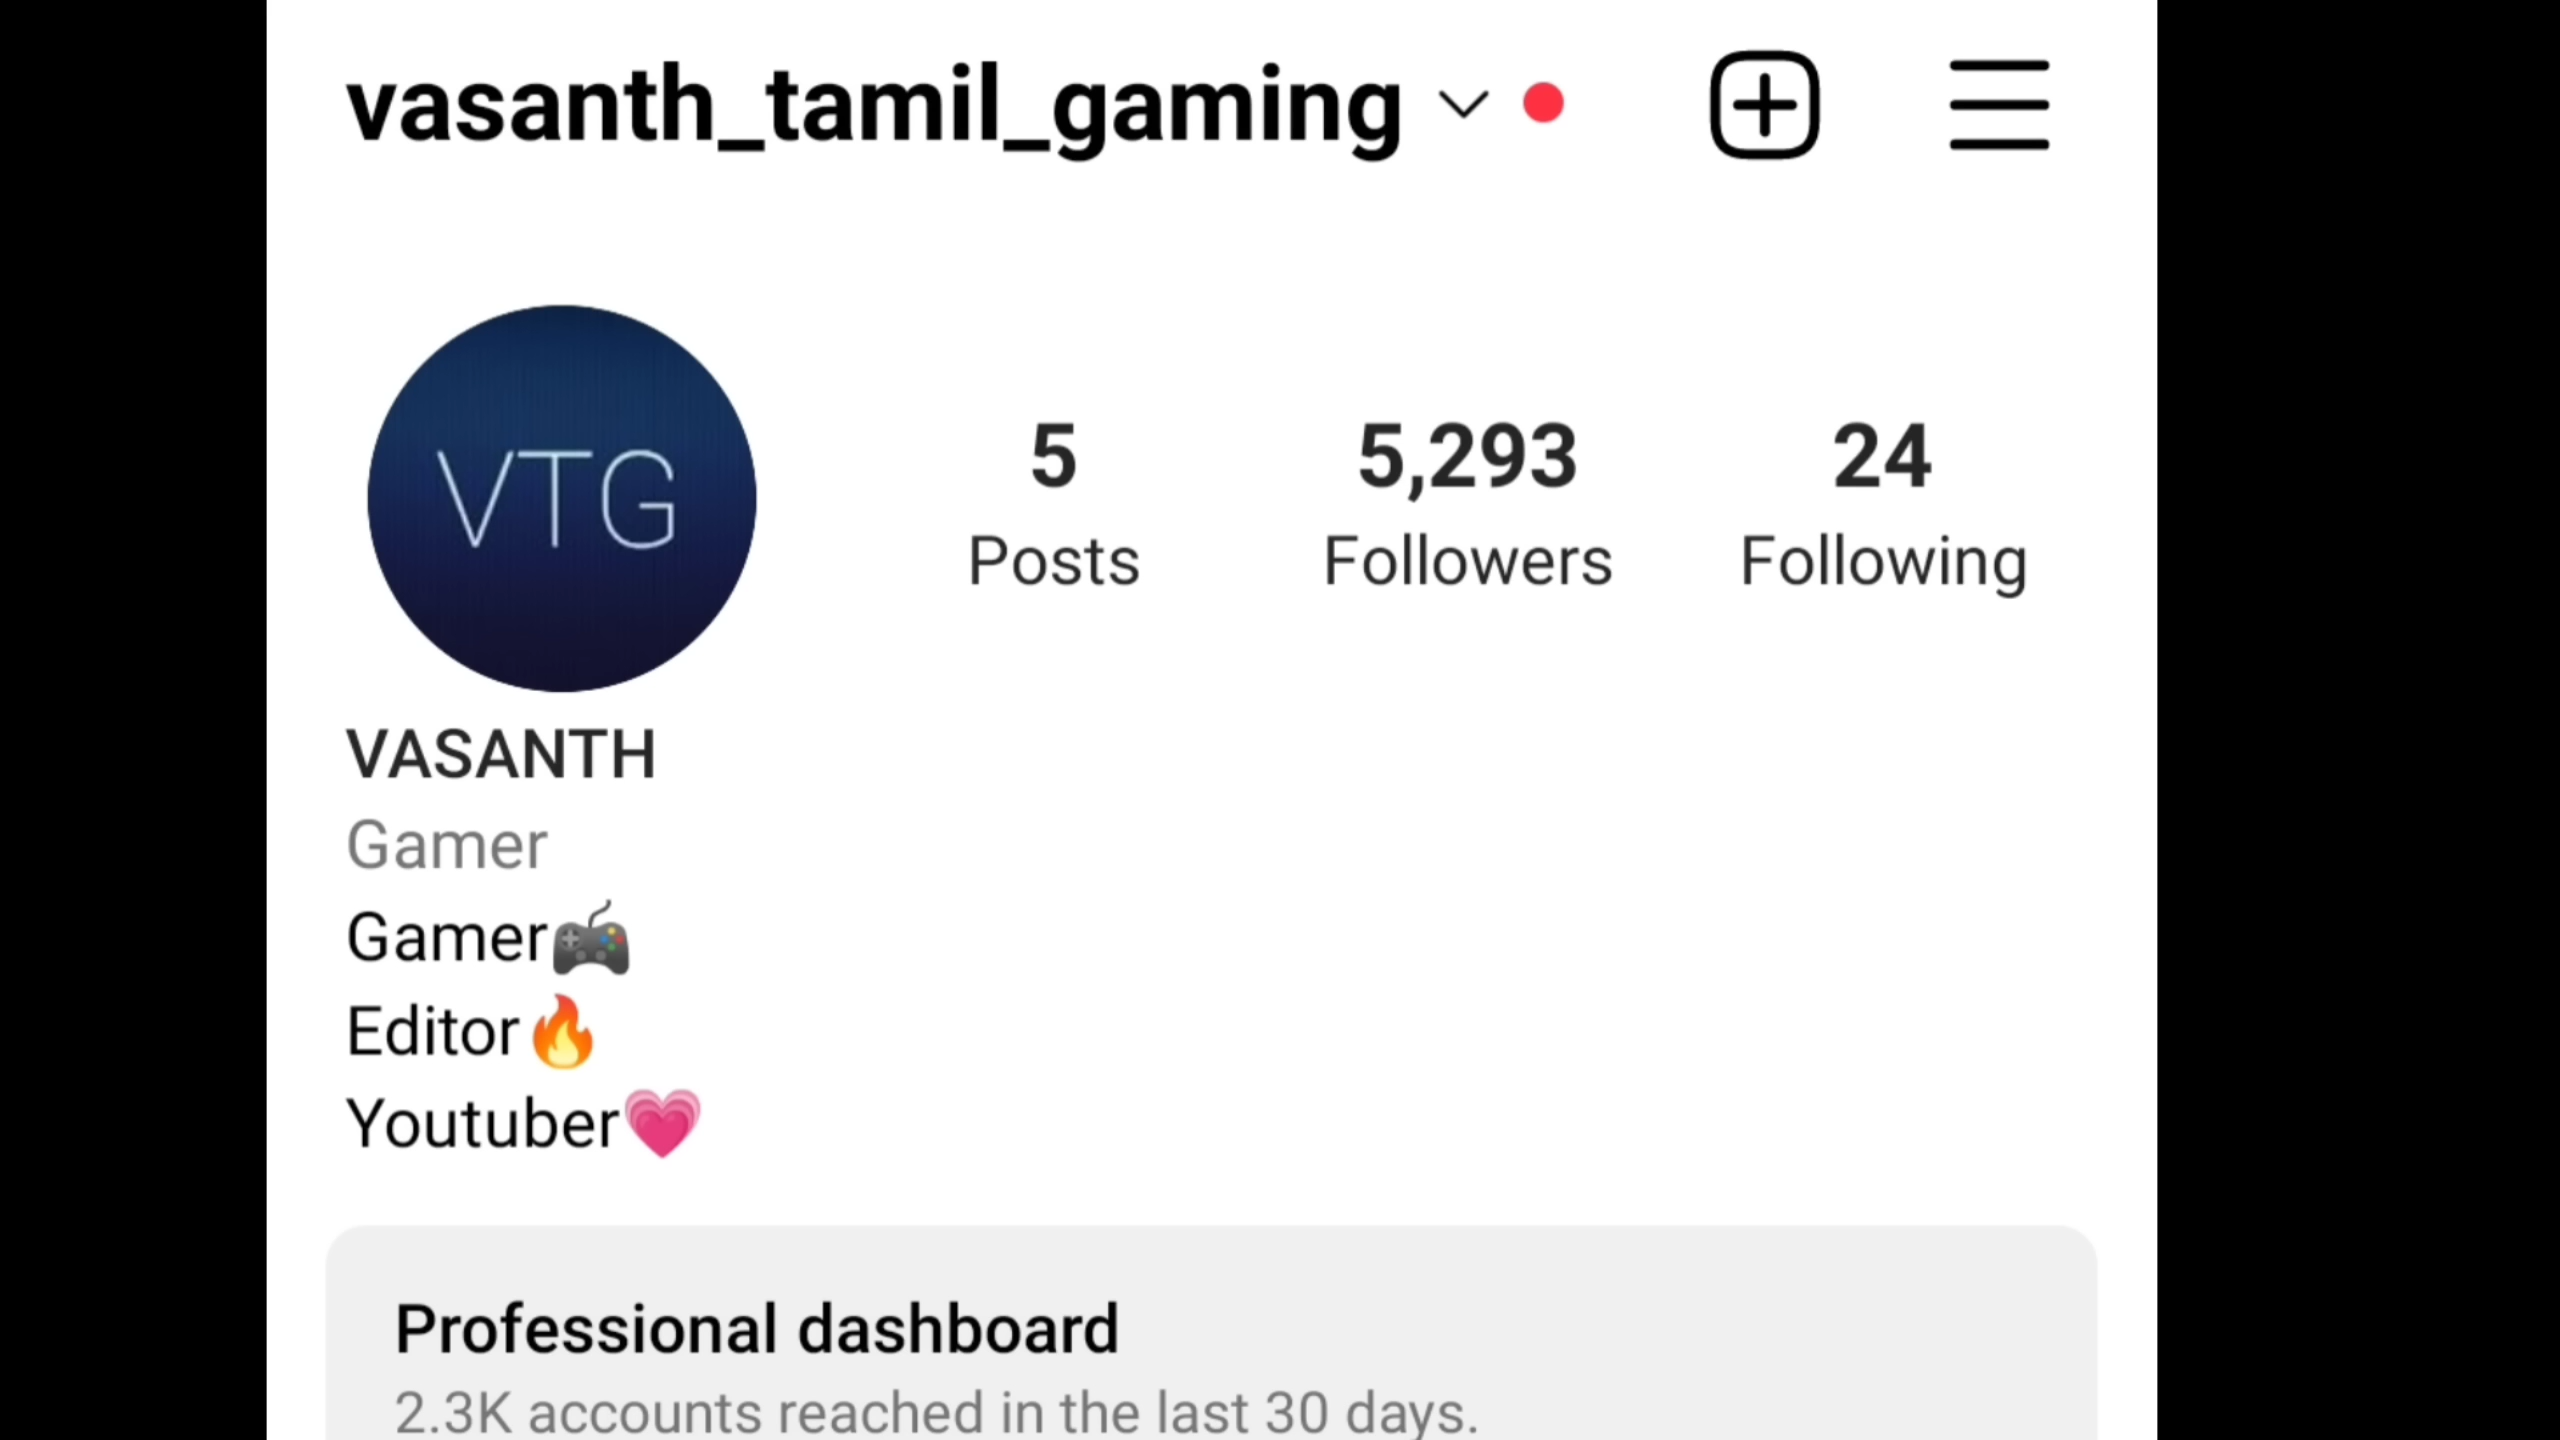 vasanth_tamil_gaming
VTG
5 5,293 24
Posts Followers Following
VASANTH
Gamer
Gamer🎮
Editor🔥
Youtuber💗
Professional dashboard
2.3K accounts reached in the last 30 days.